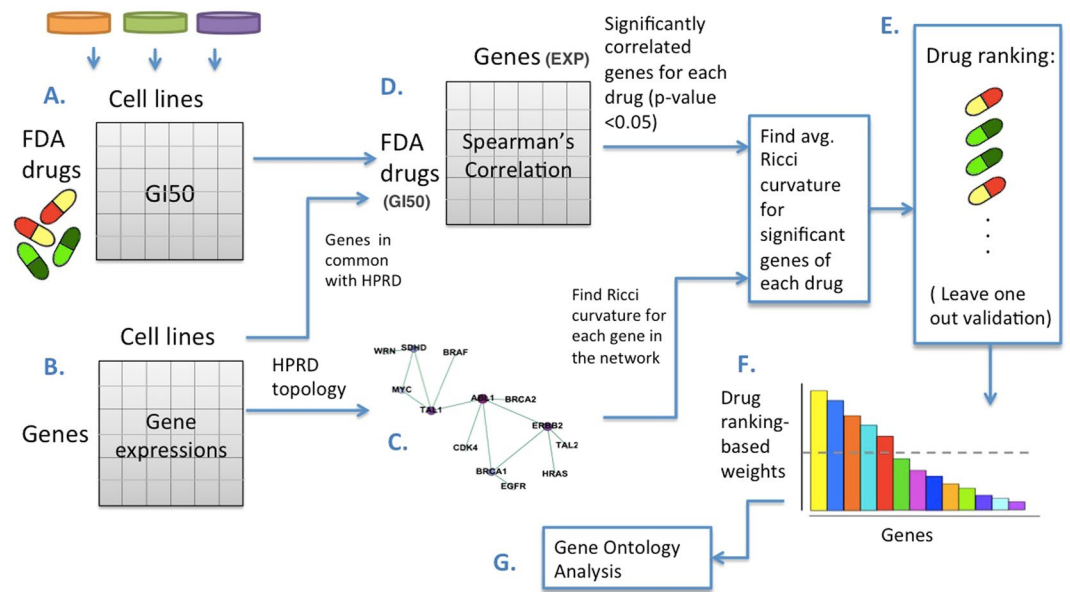 A.
Cell lines
FDA
drugs
GI50
B.
Cell lines
Genes
Gene
expressions
Genes in
common
with HPRD
HPRD
topology
C.
WRN
SDHD
BRAF
MYC
TAL1
ABL1
BRCA2
ERBB2
CDK4
TAL2
BRCA1
HRAS
EGFR
D.
Genes (EXP)
FDA
drugs
(GI50)
Spearman's
Correlation
Significantly
correlated
genes for each
drug (p-value
<0.05)
Find Ricci
curvature for
each gene in
the network
Find avg.
Ricci
curvature
for
significant
genes of
each drug
E.
Drug ranking:
( Leave one
out validation)
F.
Drug
ranking-
based
weights
Genes
G.
Gene Ontology
Analysis